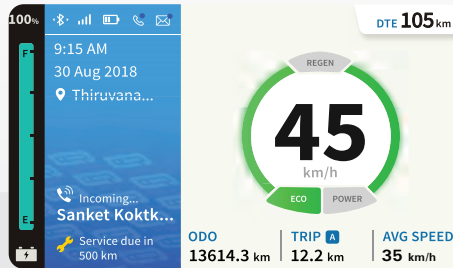 100%
F
E
9:15 AM
30 Aug 2018
Thiruvana...
Incoming...
Sanket Koktk...
Service due in
500 km
DTE 105 km
REGEN
45
km/h
ECO POWER
ODO TRIP A AVG SPEED
13614.3 km 12.2 km 35 km/h